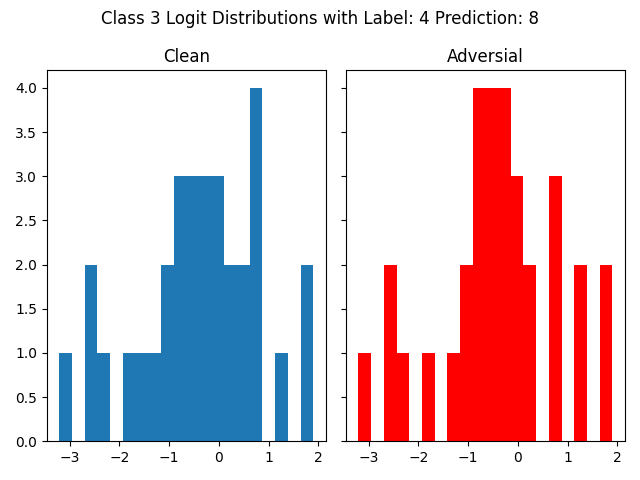 Class 3 Logit Distributions with Label: 4 Prediction: 8
Clean
Adversial
4.0
3.5
3.0
2.5
2.0
1.5
1.0
0.5
0.0
−3 −2 −1 0 1 2
−3 −2 −1 0 1 2